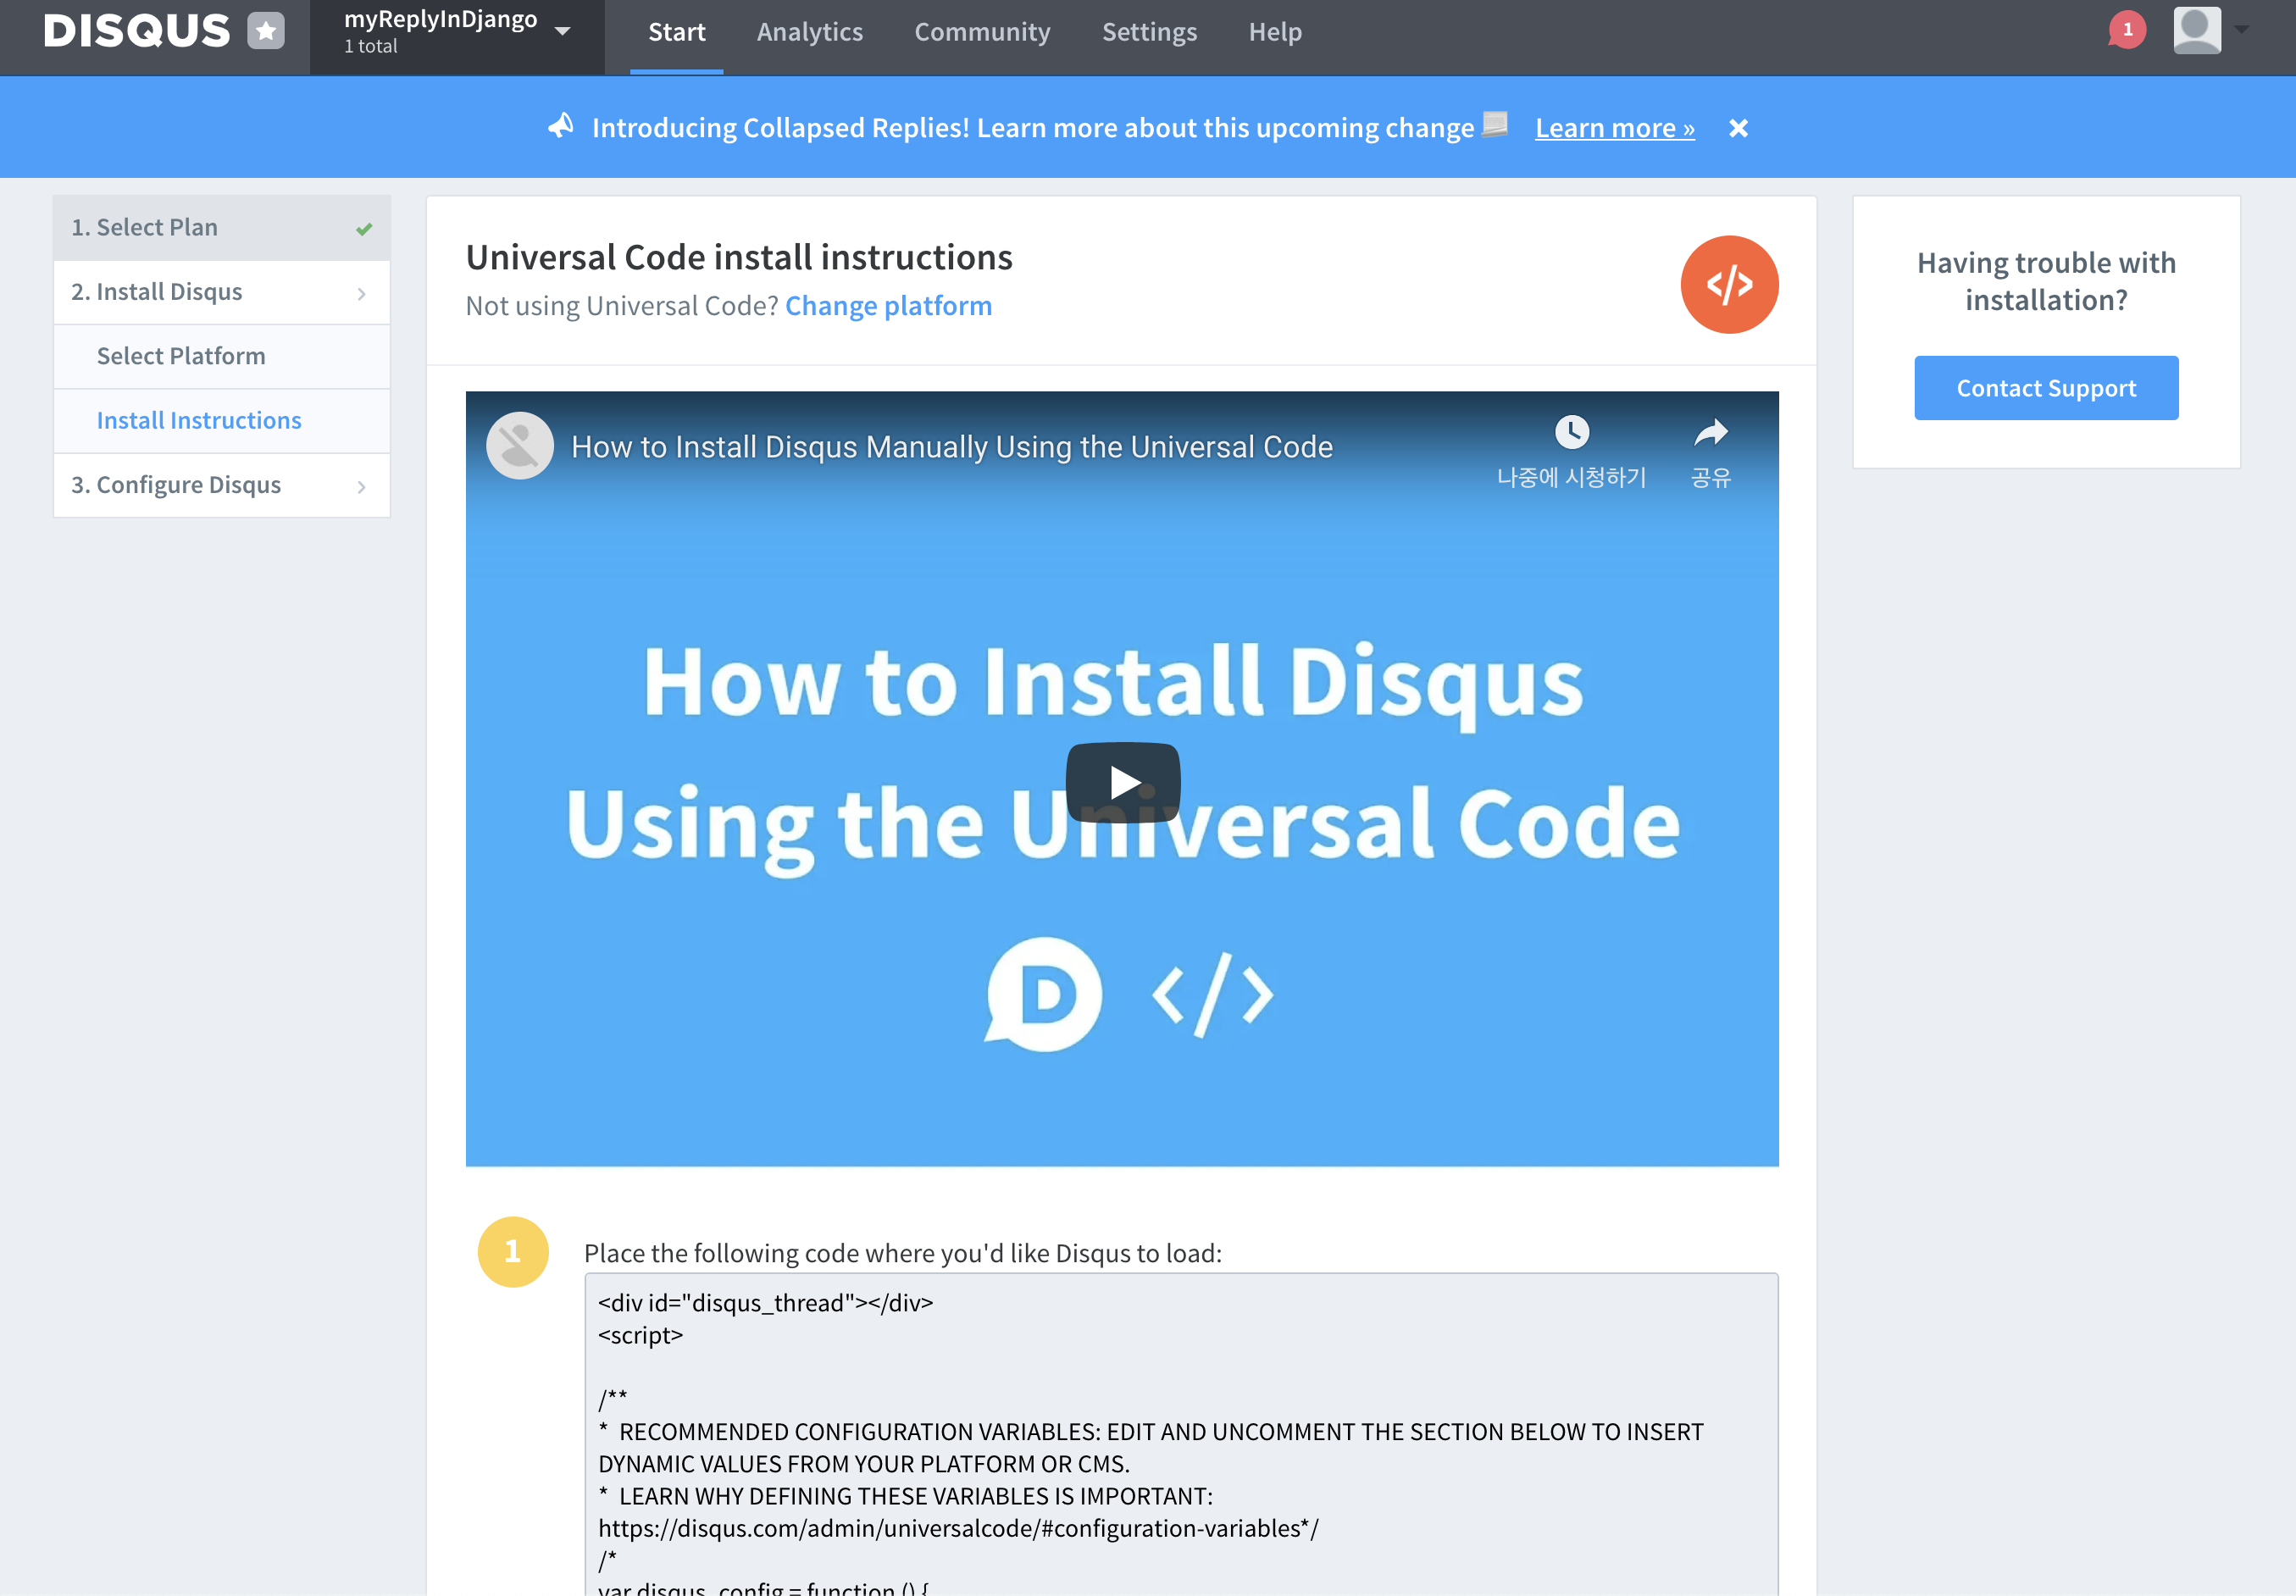 DISQUS
myReplyInDjango
1 total
Start
Analytics
Community
Settings
Help
1
Introducing Collapsed Replies! Learn more about this upcoming change
Learn more »
1. Select Plan
2. Install Disqus
Select Platform
Install Instructions
3. Configure Disqus
Universal Code install instructions
Not using Universal Code? Change platform
</>
How to Install Disqus Manually Using the Universal Code
나중에 시청하기
공유
How to Install Disqus
Using the Universal Code
D </>
1
Place the following code where you'd like Disqus to load:
<div id="disqus_thread"></div>
<script>
/**
*  RECOMMENDED CONFIGURATION VARIABLES: EDIT AND UNCOMMENT THE SECTION BELOW TO INSERT
DYNAMIC VALUES FROM YOUR PLATFORM OR CMS.
*  LEARN WHY DEFINING THESE VARIABLES IS IMPORTANT:
https://disqus.com/admin/universalcode/#configuration-variables*/
/*
var disqus_config = function () {
Having trouble with
installation?
Contact Support